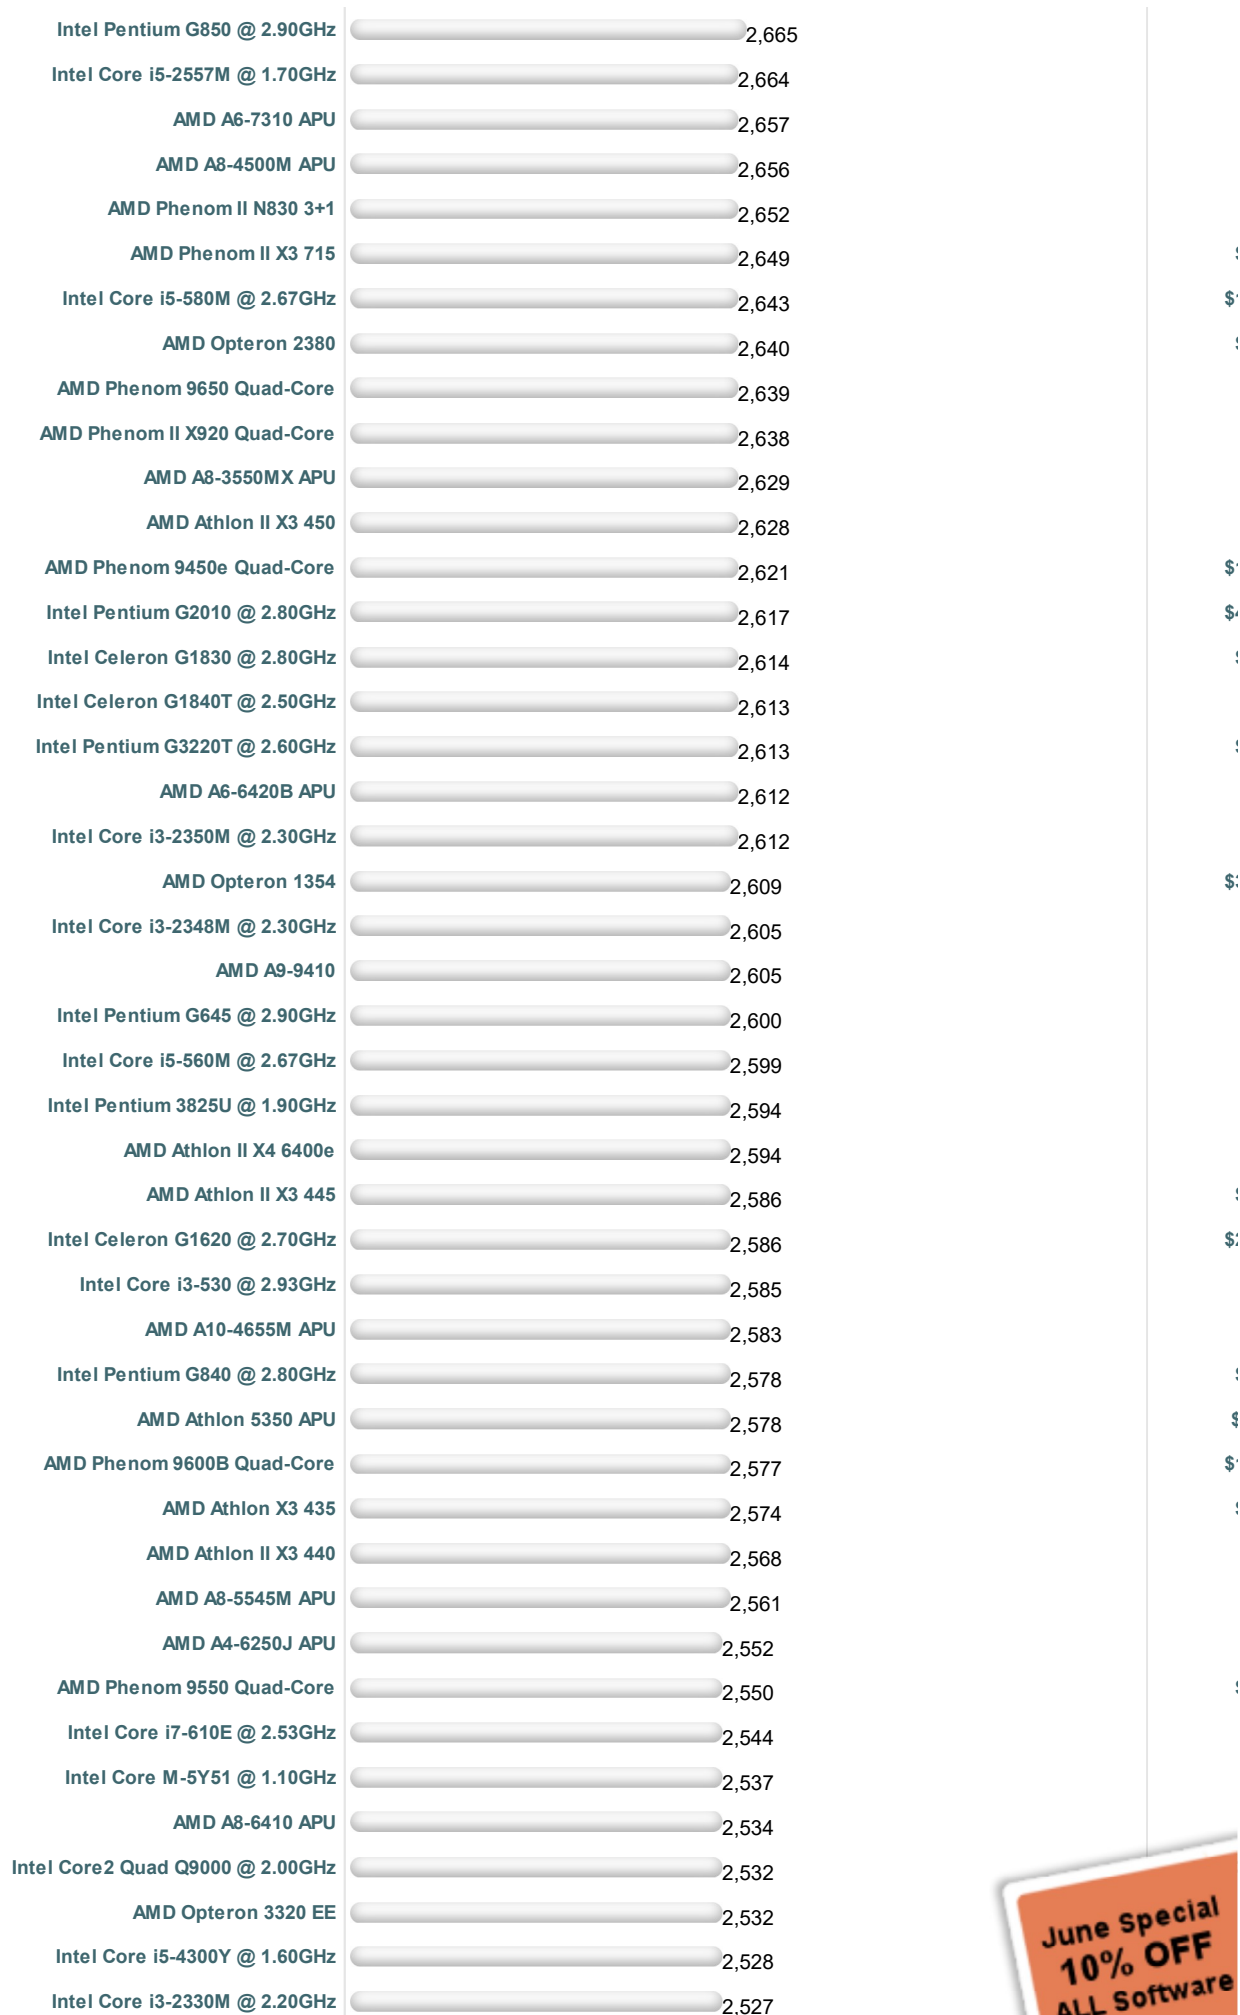 Intel Pentium G850 @ 2.90GHz 2,665
Intel Core i5-2557M @ 1.70GHz 2,664
AMD A6-7310 APU 2,657
AMD A8-4500M APU 2,656
AMD Phenom II N830 3+1 2,652
AMD Phenom II X3 715 2,649 $
Intel Core i5-580M @ 2.67GHz 2,643 $1
AMD Opteron 2380 2,640 $
AMD Phenom 9650 Quad-Core 2,639
AMD Phenom II X920 Quad-Core 2,638
AMD A8-3550MX APU 2,629
AMD Athlon II X3 450 2,628
AMD Phenom 9450e Quad-Core 2,621 $1
Intel Pentium G2010 @ 2.80GHz 2,617 $4
Intel Celeron G1830 @ 2.80GHz 2,614 $
Intel Celeron G1840T @ 2.50GHz 2,613
Intel Pentium G3220T @ 2.60GHz 2,613 $
AMD A6-6420B APU 2,612
Intel Core i3-2350M @ 2.30GHz 2,612
AMD Opteron 1354 2,609 $3
Intel Core i3-2348M @ 2.30GHz 2,605
AMD A9-9410 2,605
Intel Pentium G645 @ 2.90GHz 2,600
Intel Core i5-560M @ 2.67GHz 2,599
Intel Pentium 3825U @ 1.90GHz 2,594
AMD Athlon II X4 6400e 2,594
AMD Athlon II X3 445 2,586 $
Intel Celeron G1620 @ 2.70GHz 2,586 $2
Intel Core i3-530 @ 2.93GHz 2,585
AMD A10-4655M APU 2,583
Intel Pentium G840 @ 2.80GHz 2,578 $
AMD Athlon 5350 APU 2,578 $
AMD Phenom 9600B Quad-Core 2,577 $1
AMD Athlon X3 435 2,574 $
AMD Athlon II X3 440 2,568
AMD A8-5545M APU 2,561
AMD A4-6250J APU 2,552
AMD Phenom 9550 Quad-Core 2,550 $
Intel Core i7-610E @ 2.53GHz 2,544
Intel Core M-5Y51 @ 1.10GHz 2,537
AMD A8-6410 APU 2,534
Intel Core2 Quad Q9000 @ 2.00GHz 2,532
AMD Opteron 3320 EE 2,532
Intel Core i5-4300Y @ 1.60GHz 2,528
Intel Core i3-2330M @ 2.20GHz 2,527
June Special
10% OFF
ALL Software